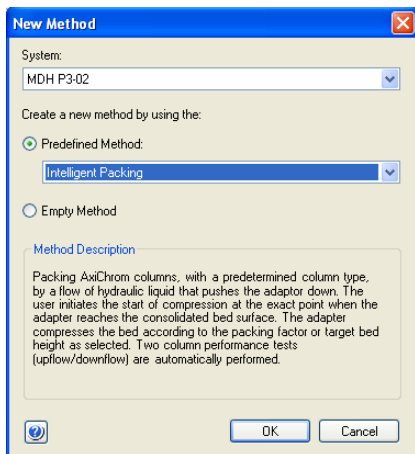 New Method
System:
MDH P3-02
Create a new method by using the:
Predefined Method:
Intelligent Packing
Empty Method
Method Description
Packing AxiChrom columns, with a predetermined column type,
by a flow of hydraulic liquid that pushes the adaptor down. The
user initiates the start of compression at the exact point when the
adapter reaches the consolidated bed surface. The adapter
compresses the bed according to the packing factor or target bed
height as selected. Two column performance tests
(upflow/downflow) are automatically performed.
?
OK
Cancel